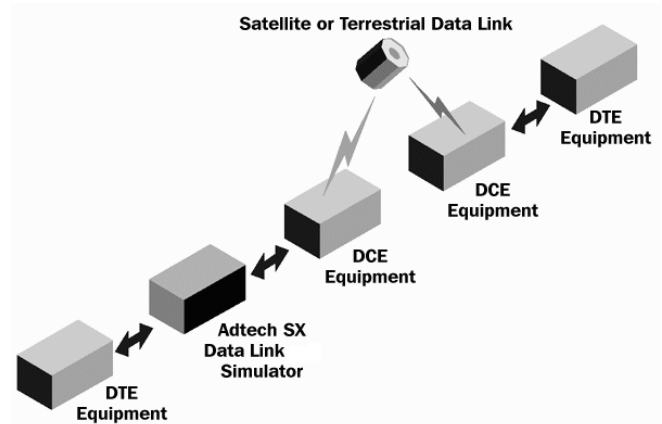 Satellite or Terrestrial Data Link
DTE
Equipment
DCE
Equipment
DCE
Equipment
Adtech SX
Data Link
Simulator
DTE
Equipment